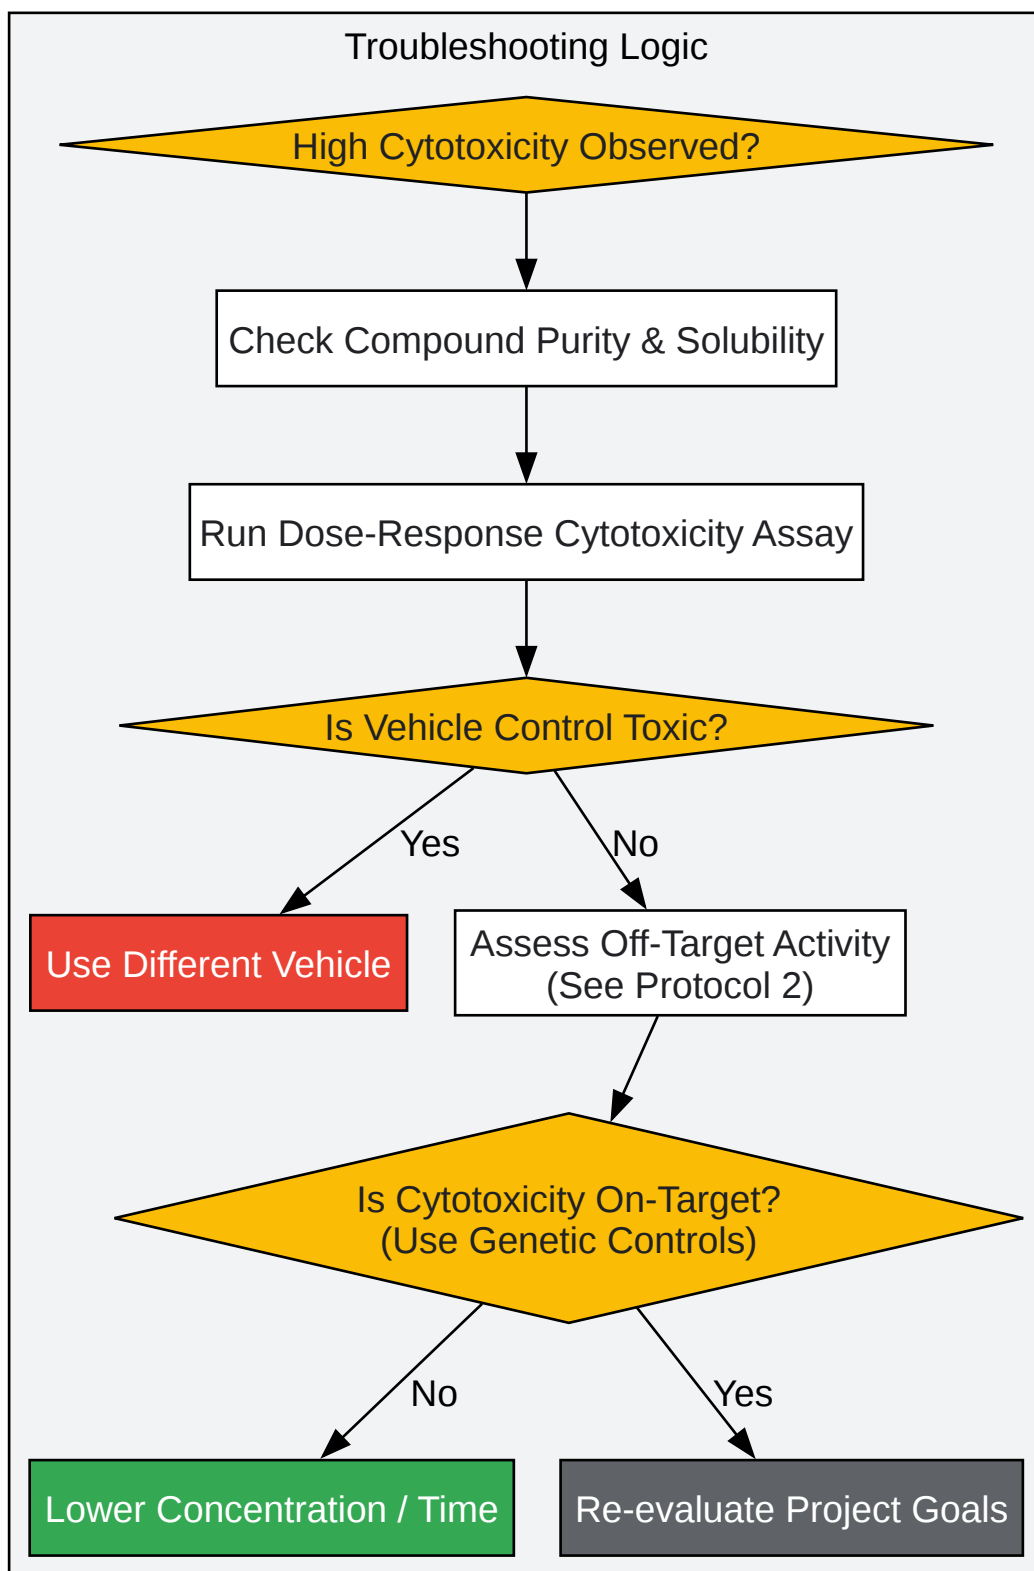 Troubleshooting Logic
High Cytotoxicity Observed?
Check Compound Purity & Solubility
Run Dose-Response Cytotoxicity Assay
Is Vehicle Control Toxic?
Yes
No
Use Different Vehicle
Assess Off-Target Activity
(See Protocol 2)
Is Cytotoxicity On-Target?
(Use Genetic Controls)
No
Yes
Lower Concentration / Time
Re-evaluate Project Goals